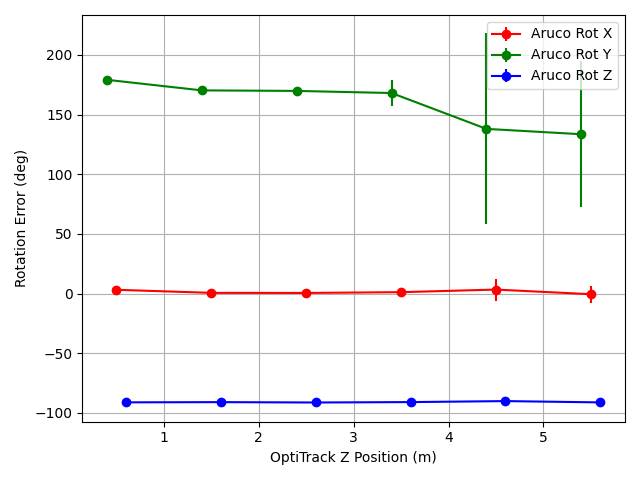 Aruco Rot X
Aruco Rot Y
Aruco Rot Z
200
150
100
50
0
−50
−100
Rotation Error (deg)
1 2 3 4 5
OptiTrack Z Position (m)